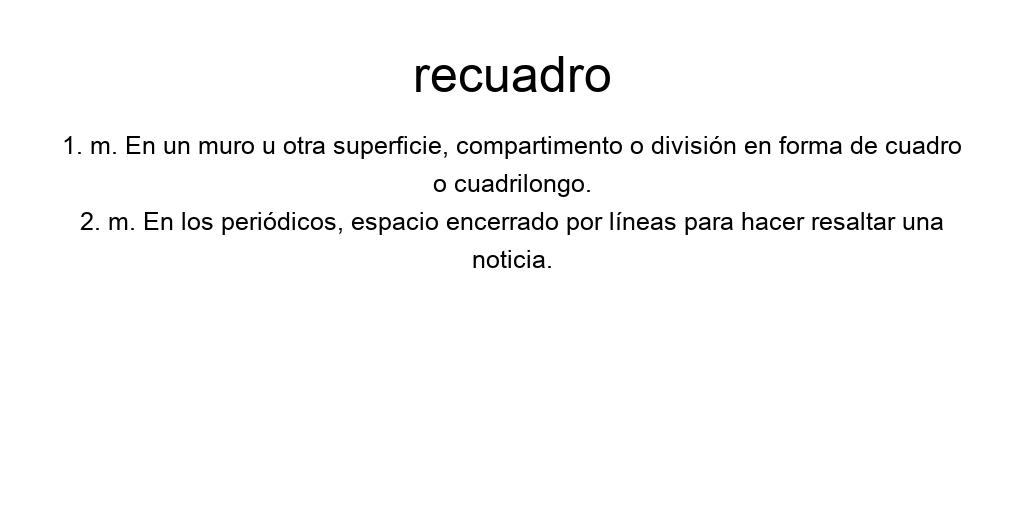 recuadro
1. m. En un muro u otra superficie, compartimento o división en forma de cuadro
o cuadrilongo.
2. m. En los periódicos, espacio encerrado por líneas para hacer resaltar una
noticia.